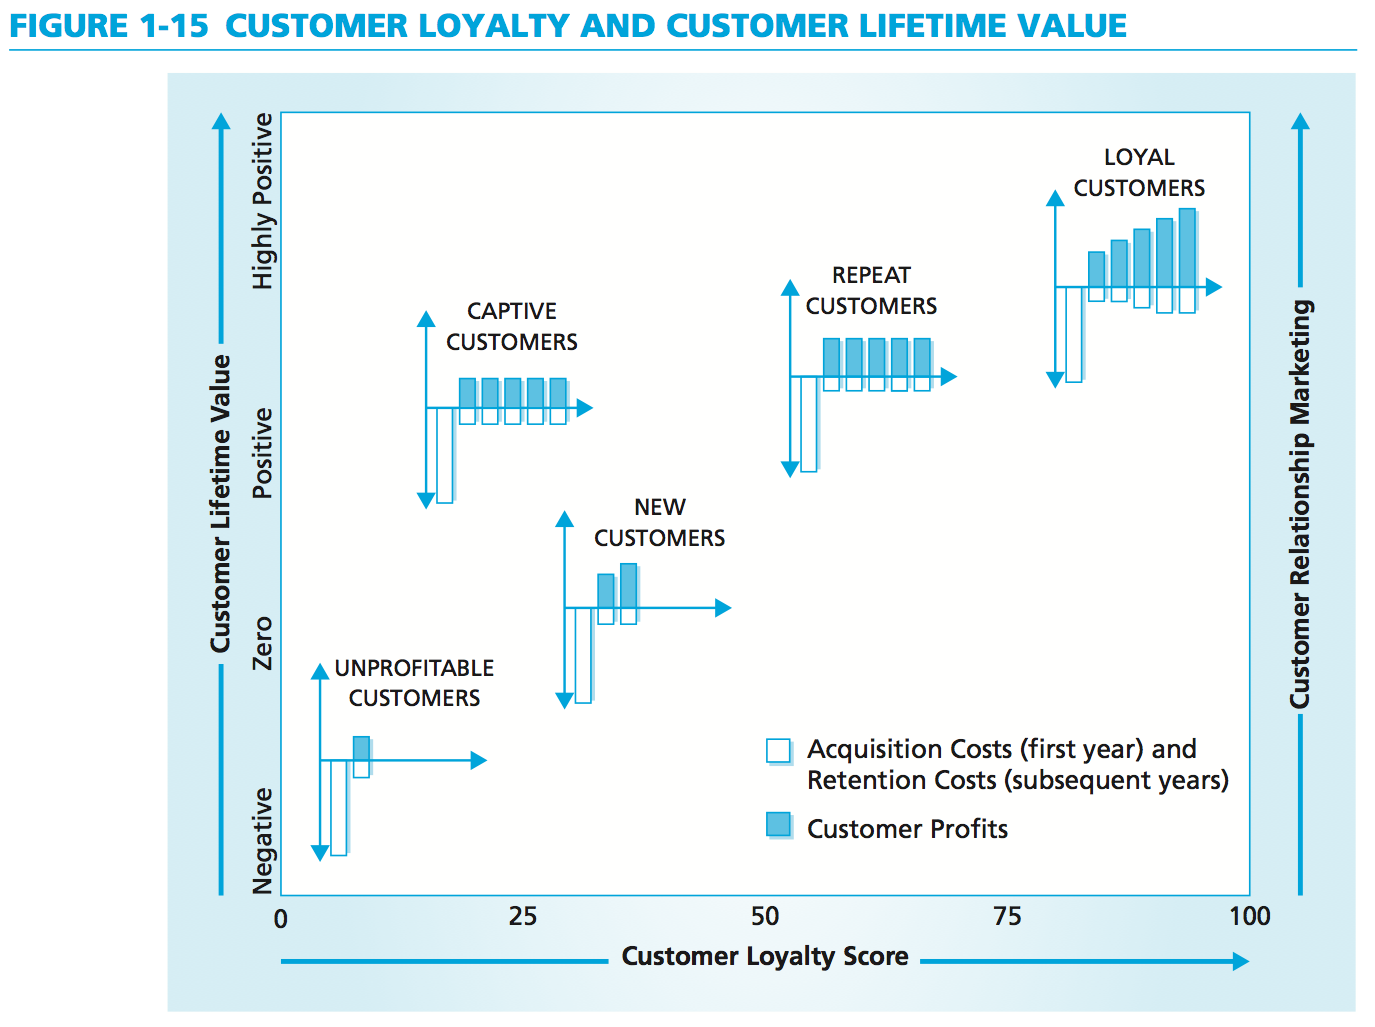 FIGURE 1-15 CUSTOMER LOYALTY AND CUSTOMER LIFETIME VALUE
Customer Lifetime Value
Highly Positive
Positive
Zero
Negative
LOYAL
CUSTOMERS
REPEAT
CUSTOMERS
CAPTIVE
CUSTOMERS
NEW
CUSTOMERS
UNPROFITABLE
CUSTOMERS
Acquisition Costs (first year) and
Retention Costs (subsequent years)
Customer Profits
Customer Relationship Marketing
0 25 50 75 100
Customer Loyalty Score